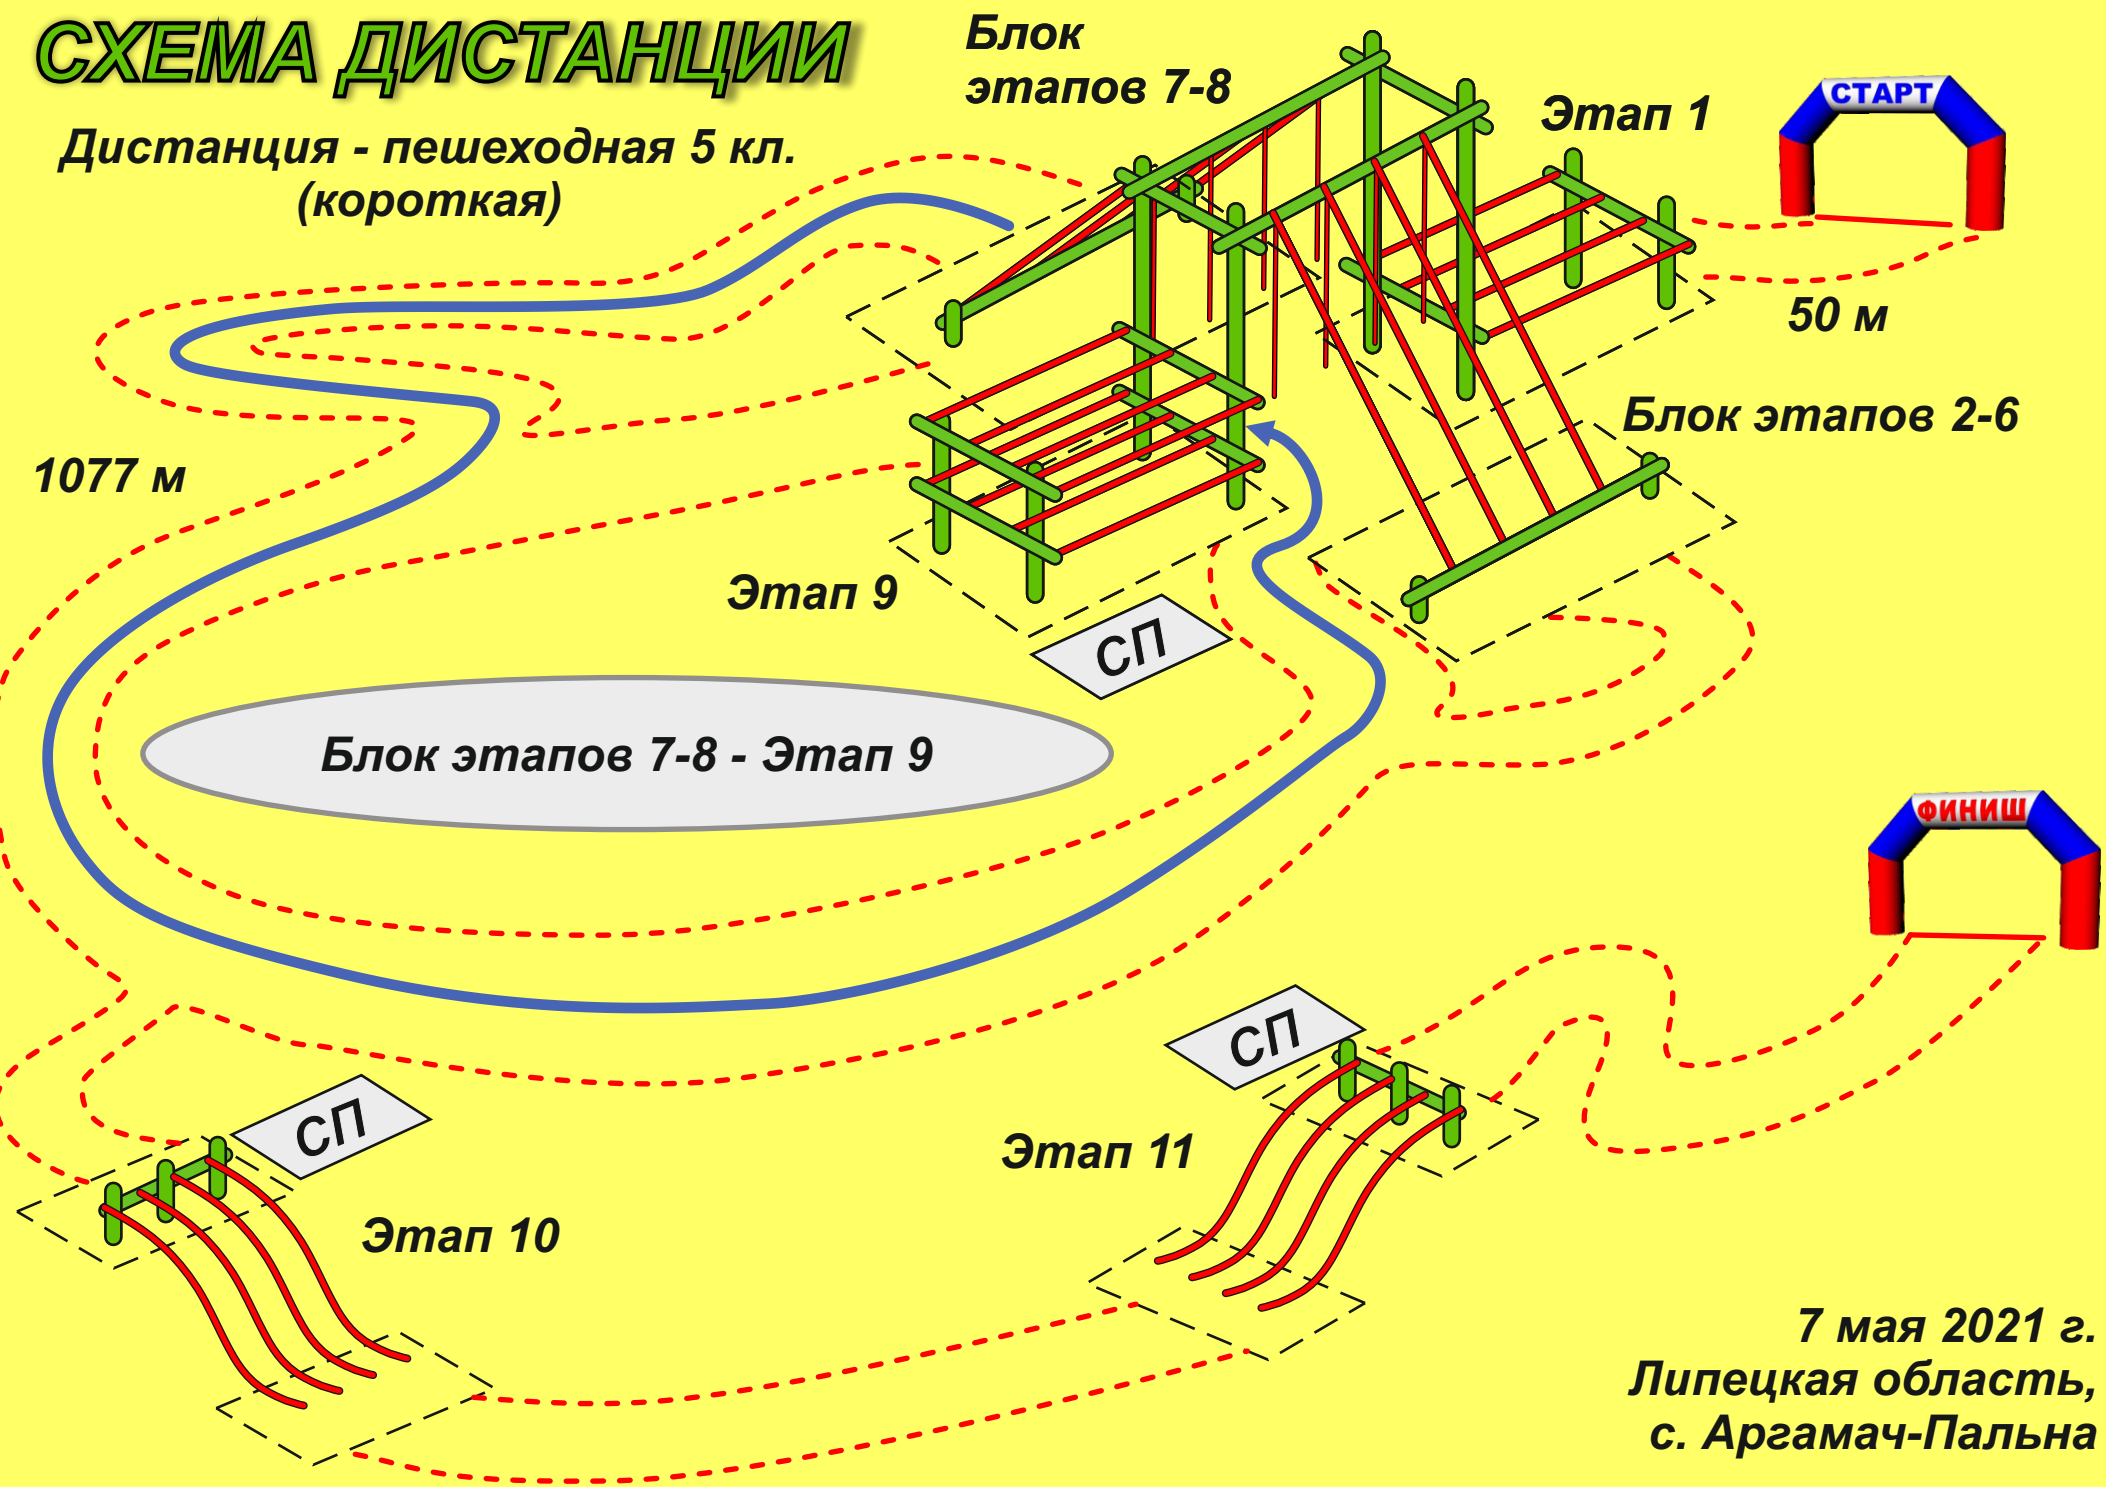 СХЕМА ДИСТАНЦИИ
Дистанция - пешеходная 5 кл.
(короткая)
Блок
этапов 7-8
Этап 1
СТАРТ
50 м
Блок этапов 2-6
1077 м
Этап 9
СП
Блок этапов 7-8 - Этап 9
ФИНИШ
СП
СП
Этап 11
Этап 10
7 мая 2021 г.
Липецкая область,
с. Аргамач-Пальна